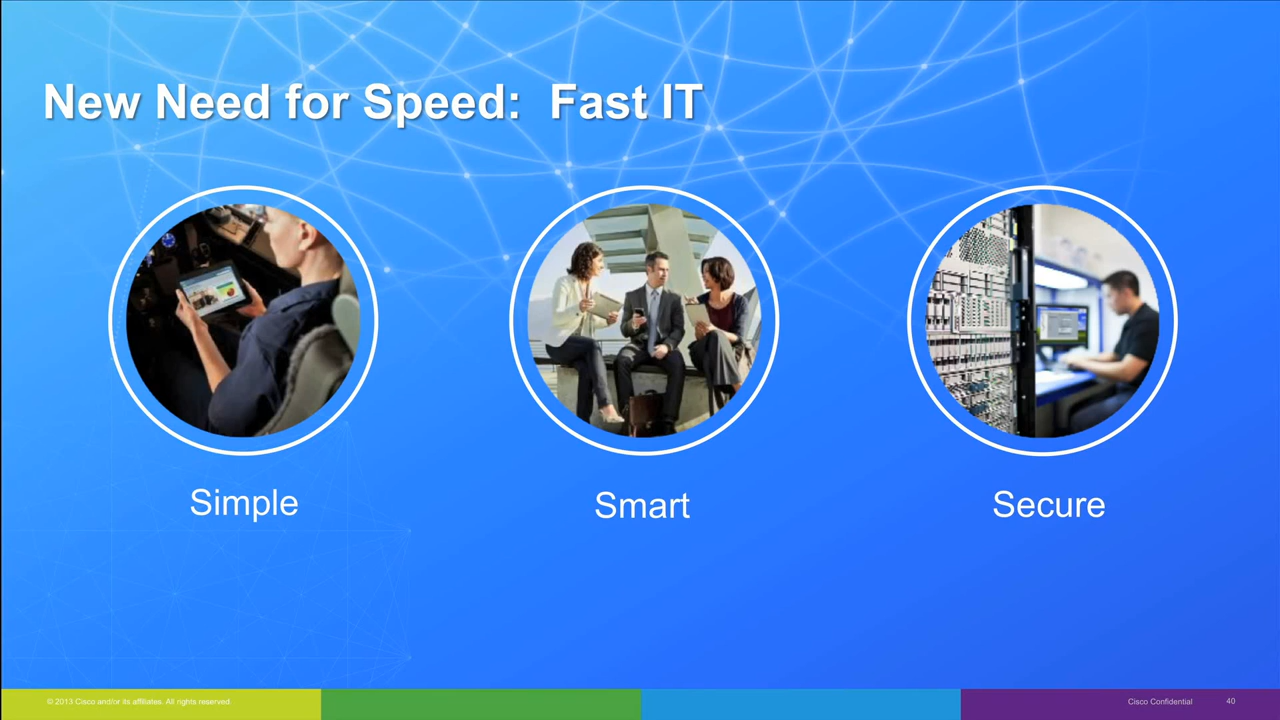 New Need for Speed: Fast IT
Simple
Smart
Secure
© 2013 Cisco and/or its affiliates. All rights reserved.
Cisco Confidential
40